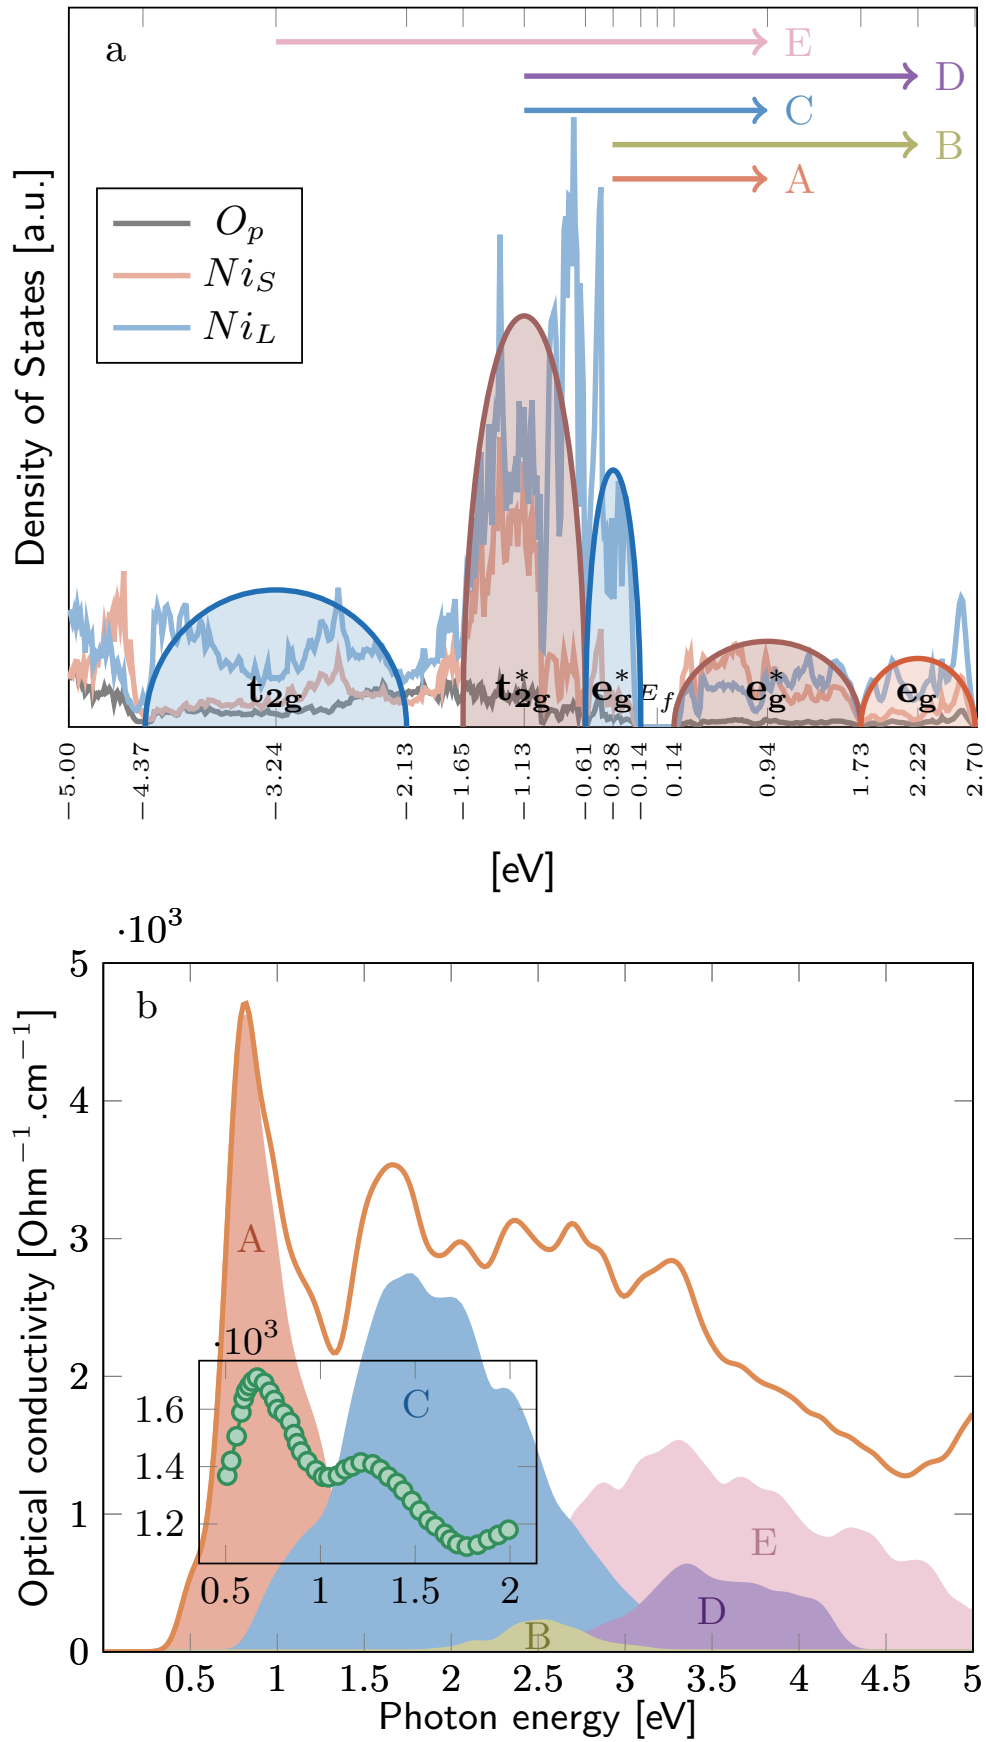 a
E
D
C
B
A
O_p
Ni_S
Ni_L
Density of States [a.u.]
t_2g t*_2g e*_g E_f e*_g e_g
−5.00 −4.37 −3.24 −2.13 −1.65 −1.13 −0.61 −0.38 −0.14 0.14 0.94 1.73 2.22 2.70
[eV]
·10³
b
5
4
3
2
1
0
Optical conductivity [Ohm⁻¹.cm⁻¹]
A
·10³
C
1.6
1.4
1.2
0.5 1 1.5 2
E
D
B
0.5 1 1.5 2 2.5 3 3.5 4 4.5 5
Photon energy [eV]